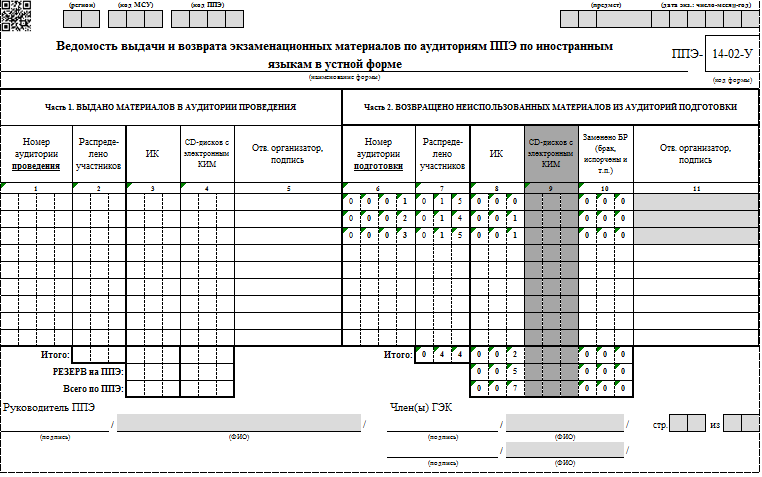 (регион) (код МСУ) (код ППЭ) (предмет) (дата экз.: число-месяц-год)
Ведомость выдачи и возврата экзаменационных материалов по аудиториям ППЭ по иностранным
языкам в устной форме
ППЭ- 14-02-У
(наименование формы) (код формы)
Часть 1. ВЫДАНО МАТЕРИАЛОВ В АУДИТОРИИ ПРОВЕДЕНИЯ
Часть 2. ВОЗВРАЩЕНО НЕИСПОЛЬЗОВАННЫХ МАТЕРИАЛОВ ИЗ АУДИТОРИЙ ПОДГОТОВКИ
Номер
аудитории
проведения
Распреде-
лено
участников
ИК
CD-дисков с
электронным
КИМ
Отв. организатор,
подпись
Номер
аудитории
подготовки
Распреде-
лено
участников
ИК
CD-дисков с
электронным
КИМ
Заменено БР
(брак,
испорчены и
т.п.)
Отв. организатор,
подпись
1 2 3 4 5 6 7 8 9 10 11
0 0 0 1 0 1 5 0 0 0 0 0 0
0 0 0 2 0 1 4 0 0 1 0 0 0
0 0 0 3 0 1 5 0 0 1 0 0 0
Итого: Итого: 0 4 4 0 0 2 0 0 0
РЕЗЕРВ на ППЭ: 0 0 5 0 0 0
Всего по ППЭ: 0 0 7 0 0 0
Руководитель ППЭ Член(ы) ГЭК
/ / / / стр. из
(подпись) (ФИО) (подпись) (ФИО)
/ /
(подпись) (ФИО)